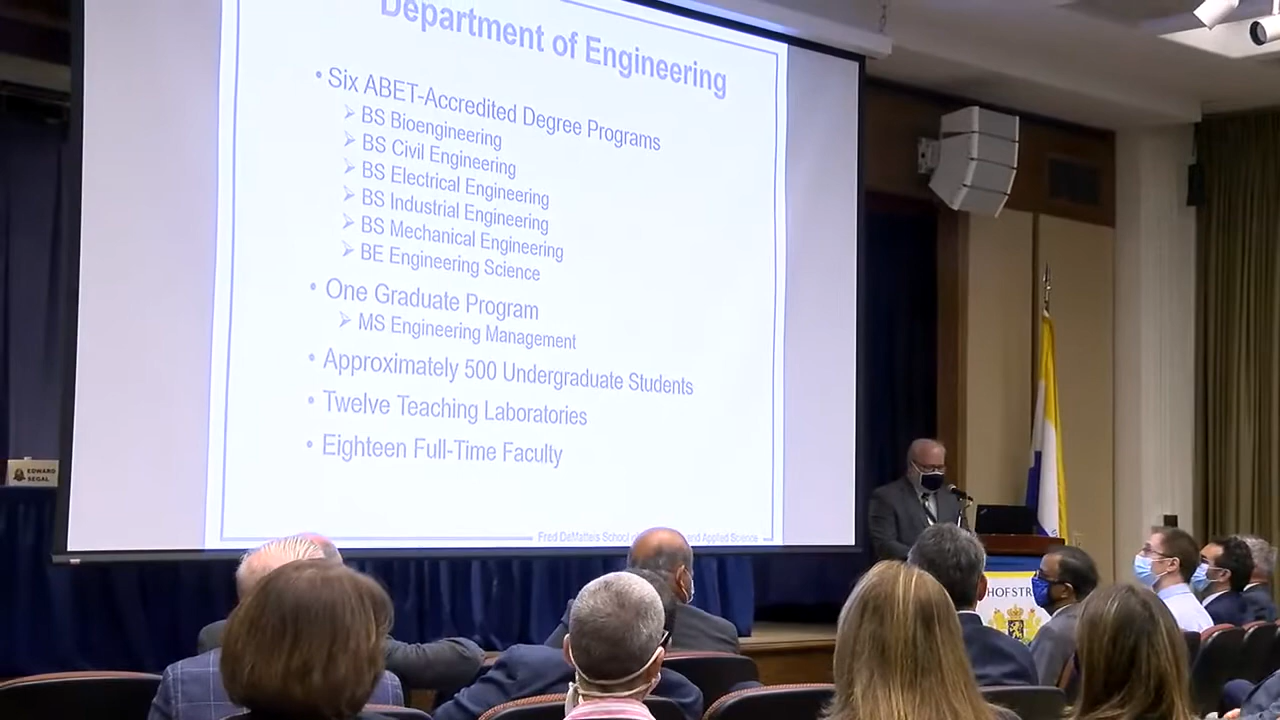 Department of Engineering
• Six ABET-Accredited Degree Programs
➢ BS Bioengineering
➢ BS Civil Engineering
➢ BS Electrical Engineering
➢ BS Industrial Engineering
➢ BS Mechanical Engineering
➢ BE Engineering Science
• One Graduate Program
➢ MS Engineering Management
• Approximately 500 Undergraduate Students
• Twelve Teaching Laboratories
• Eighteen Full-Time Faculty
Fred DeMatteis School of and Applied Science
EDWARD
SEGAL
HOFSTR